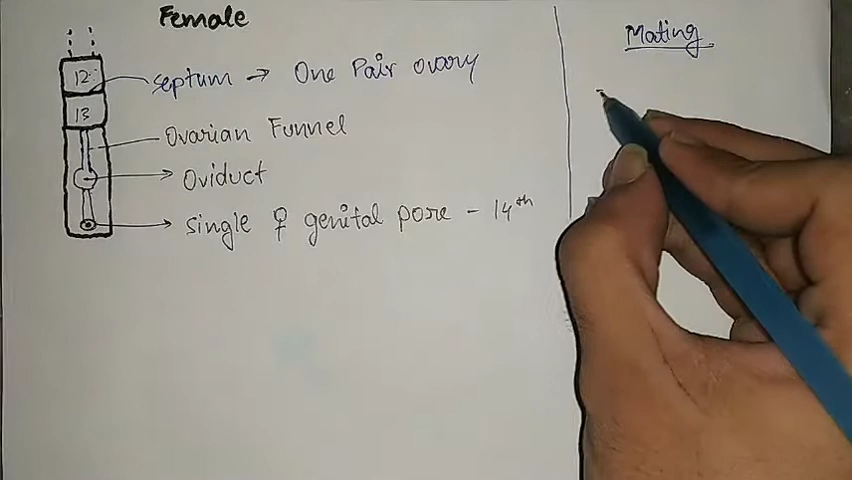 Female
12
septum → One Pair ovary
13
Ovarian Funnel
Oviduct
single ♀ genital pore - 14th
Mating